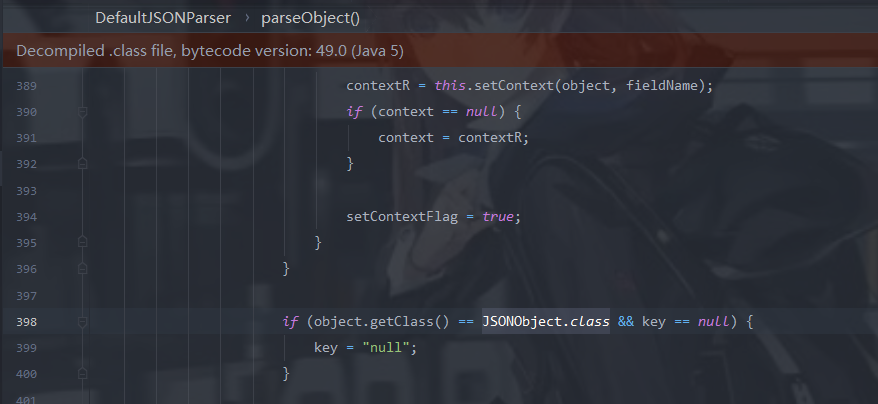 DefaultJSONParser › parseObject()
Decompiled .class file, bytecode version: 49.0 (Java 5)
389 contextR = this.setContext(object, fieldName);
390 if (context == null) {
391 context = contextR;
392 }
393
394 setContextFlag = true;
395 }
396 }
397
398 if (object.getClass() == JSONObject.class && key == null) {
399 key = "null";
400 }
401